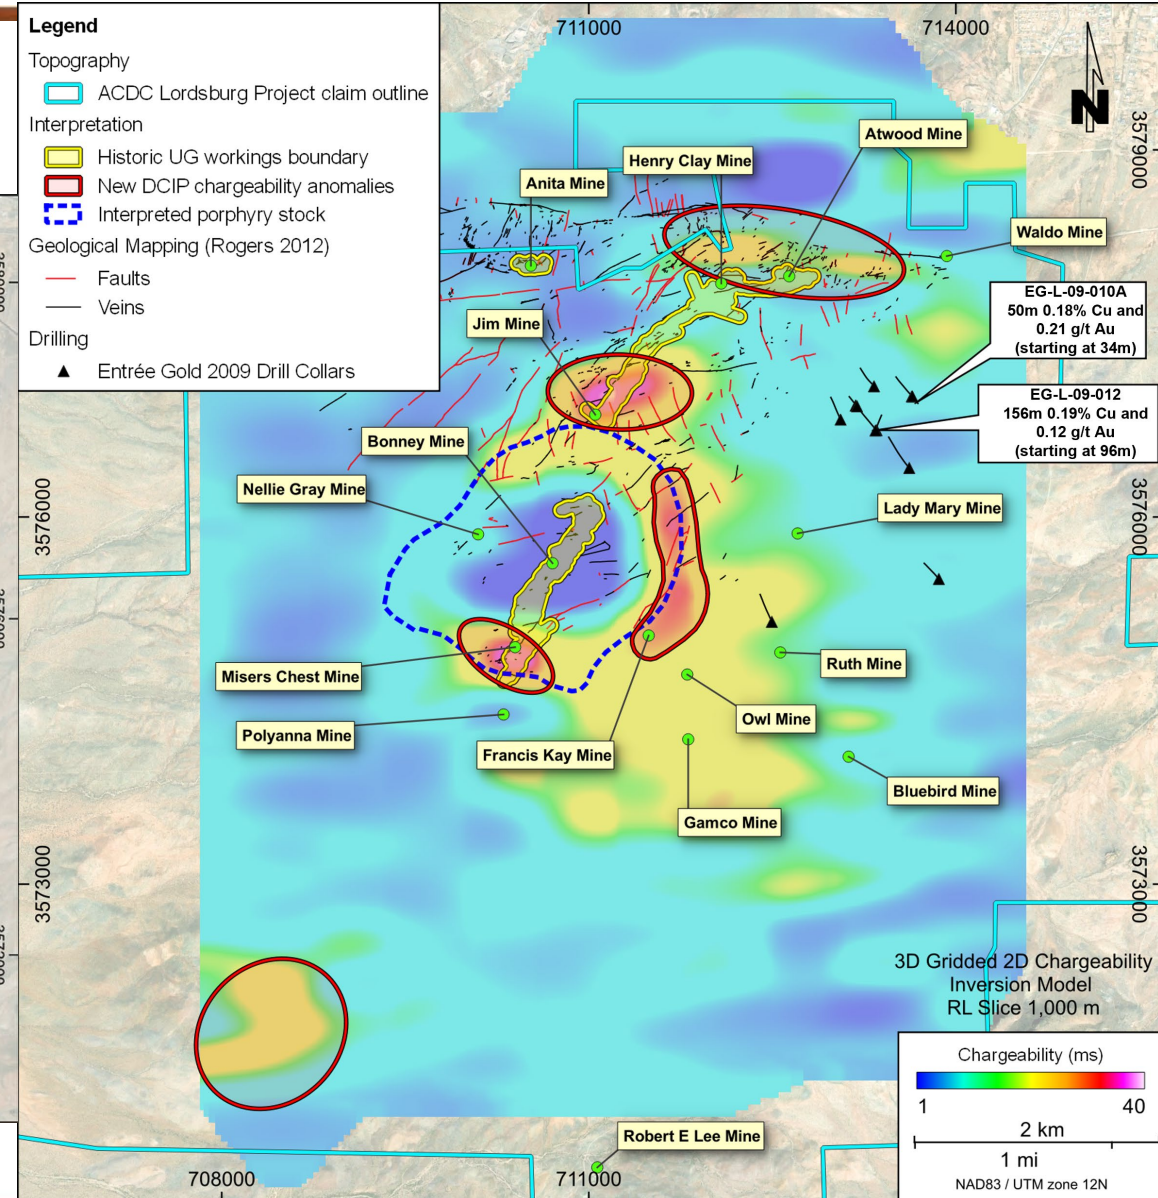 Legend
Topography
ACDC Lordsburg Project claim outline
Interpretation
Historic UG workings boundary
New DCIP chargeability anomalies
Interpreted porphyry stock
Geological Mapping (Rogers 2012)
Faults
Veins
Drilling
Entrée Gold 2009 Drill Collars
711000
714000
N
3579000
Atwood Mine
Henry Clay Mine
Anita Mine
Waldo Mine
EG-L-09-010A
50m 0.18% Cu and
0.21 g/t Au
(starting at 34m)
Jim Mine
EG-L-09-012
156m 0.19% Cu and
0.12 g/t Au
(starting at 96m)
Bonney Mine
Nellie Gray Mine
Lady Mary Mine
3576000
3576000
Misers Chest Mine
Ruth Mine
Polyanna Mine
Owl Mine
Francis Kay Mine
Bluebird Mine
Gamco Mine
3573000
3573000
3D Gridded 2D Chargeability
Inversion Model
RL Slice 1,000 m
Chargeability (ms)
1 40
2 km
1 mi
NAD83 / UTM zone 12N
Robert E Lee Mine
708000
711000